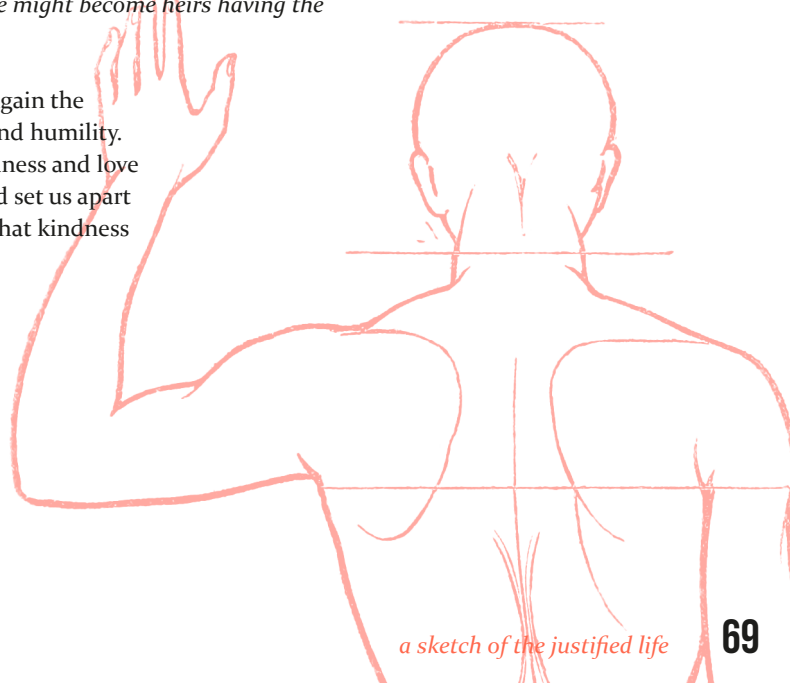 e might become heirs having the
gain the
nd humility.
ness and love
d set us apart
hat kindness
a sketch of the justified life
69